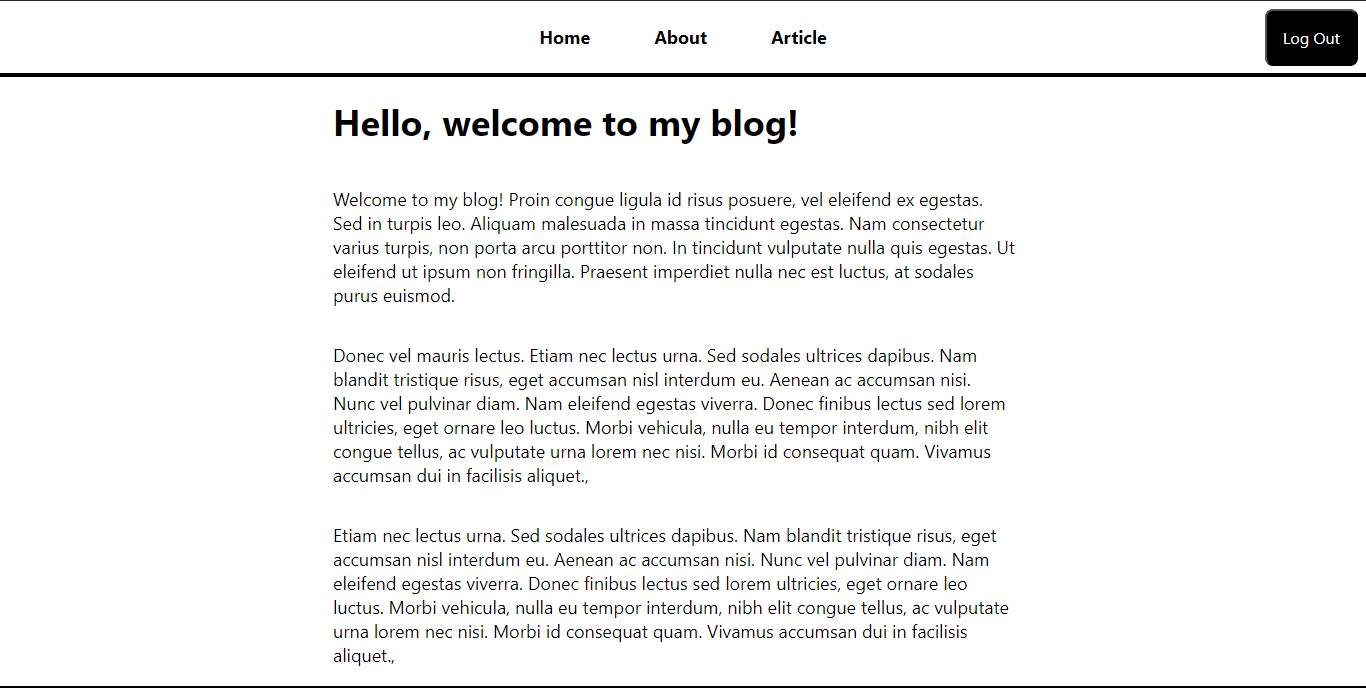 Home About Article Log Out
Hello, welcome to my blog!
Welcome to my blog! Proin congue ligula id risus posuere, vel eleifend ex egestas.
Sed in turpis leo. Aliquam malesuada in massa tincidunt egestas. Nam consectetur
varius turpis, non porta arcu porttitor non. In tincidunt vulputate nulla quis egestas. Ut
eleifend ut ipsum non fringilla. Praesent imperdiet nulla nec est luctus, at sodales
purus euismod.
Donec vel mauris lectus. Etiam nec lectus urna. Sed sodales ultrices dapibus. Nam
blandit tristique risus, eget accumsan nisl interdum eu. Aenean ac accumsan nisi.
Nunc vel pulvinar diam. Nam eleifend egestas viverra. Donec finibus lectus sed lorem
ultricies, eget ornare leo luctus. Morbi vehicula, nulla eu tempor interdum, nibh elit
congue tellus, ac vulputate urna lorem nec nisi. Morbi id consequat quam. Vivamus
accumsan dui in facilisis aliquet.,
Etiam nec lectus urna. Sed sodales ultrices dapibus. Nam blandit tristique risus, eget
accumsan nisl interdum eu. Aenean ac accumsan nisi. Nunc vel pulvinar diam. Nam
eleifend egestas viverra. Donec finibus lectus sed lorem ultricies, eget ornare leo
luctus. Morbi vehicula, nulla eu tempor interdum, nibh elit congue tellus, ac vulputate
urna lorem nec nisi. Morbi id consequat quam. Vivamus accumsan dui in facilisis
aliquet.,